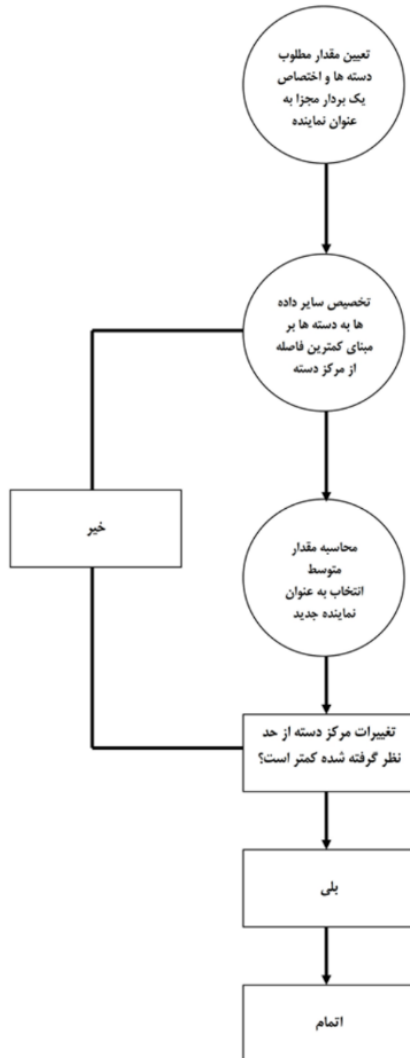 تعیین مقدار مطلوب
دسته ها و اختصاص
یک بردار مجزا به
عنوان نماینده
تخصیص سایر داده
ها به دسته ها بر
مبنای کمترین فاصله
از مرکز دسته
خیر
محاسبه مقدار
متوسط
انتخاب به عنوان
نماینده جدید
تغییرات مرکز دسته از حد
نظر گرفته شده کمتر است؟
بلی
اتمام